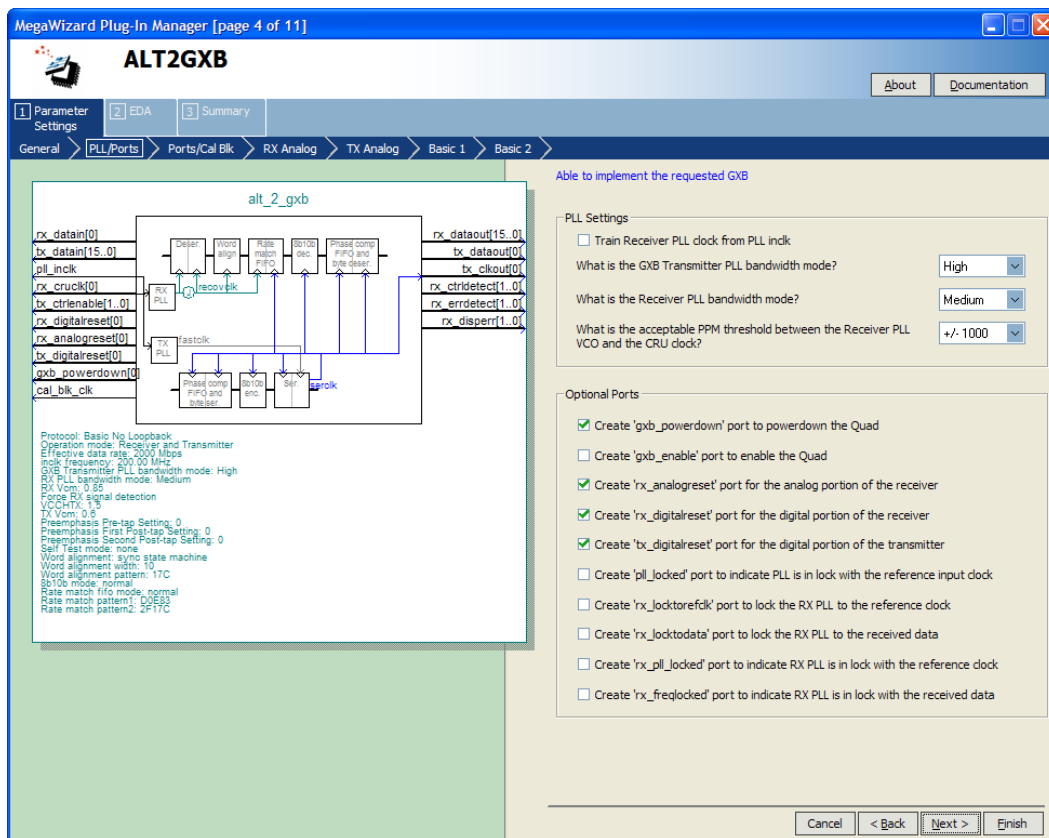 MegaWizard Plug-In Manager [page 4 of 11]
ALT2GXB
About
Documentation
1 Parameter Settings
2 EDA
3 Summary
General
PLL/Ports
Ports/Cal Blk
RX Analog
TX Analog
Basic 1
Basic 2
alt_2_gxb
rx_datain[0]
tx_datain[15..0]
pll_inclk
rx_cruclk[0]
tx_ctrlenable[1..0]
rx_digitalreset[0]
rx_analogreset[0]
tx_digitalreset[0]
gxb_powerdown[0]
cal_blk_clk
Deser.
Word align
Rate match FIFO
8b10b dec.
Phase comp FIFO and byte deser.
RX PLL
recovclk
TX PLL
fastclk
Phase comp FIFO and byte ser.
8b10b enc.
Ser.
serclk
rx_dataout[15..0]
tx_dataout[0]
tx_clkout[0]
rx_ctrldetect[1..0]
rx_errdetect[1..0]
rx_disperr[1..0]
Protocol: Basic No Loopback
Operation mode: Receiver and Transmitter
Effective data rate: 2000 Mbps
inclk frequency: 200.00 MHz
GXB Transmitter PLL bandwidth mode: High
RX PLL bandwidth mode: Medium
RX Vcm: 0.85
Force RX signal detection
VCCHTX: 1.5
TX Vcm: 0.6
Preemphasis Pre-tap Setting: 0
Preemphasis First Post-tap Setting: 0
Preemphasis Second Post-tap Setting: 0
Self Test mode: none
Word alignment: sync state machine
Word alignment width: 10
Word alignment pattern: 17C
8b10b mode: normal
Rate match fifo mode: normal
Rate match pattern1: D0E83
Rate match pattern2: 2F17C
Able to implement the requested GXB
PLL Settings
Train Receiver PLL clock from PLL inclk
What is the GXB Transmitter PLL bandwidth mode? High
What is the Receiver PLL bandwidth mode? Medium
What is the acceptable PPM threshold between the Receiver PLL
VCO and the CRU clock? +/- 1000
Optional Ports
Create 'gxb_powerdown' port to powerdown the Quad
Create 'gxb_enable' port to enable the Quad
Create 'rx_analogreset' port for the analog portion of the receiver
Create 'rx_digitalreset' port for the digital portion of the receiver
Create 'tx_digitalreset' port for the digital portion of the transmitter
Create 'pll_locked' port to indicate PLL is in lock with the reference input clock
Create 'rx_locktorefclk' port to lock the RX PLL to the reference clock
Create 'rx_locktodata' port to lock the RX PLL to the received data
Create 'rx_pll_locked' port to indicate RX PLL is in lock with the reference clock
Create 'rx_freqlocked' port to indicate RX PLL is in lock with the received data
Cancel
< Back
Next >
Finish